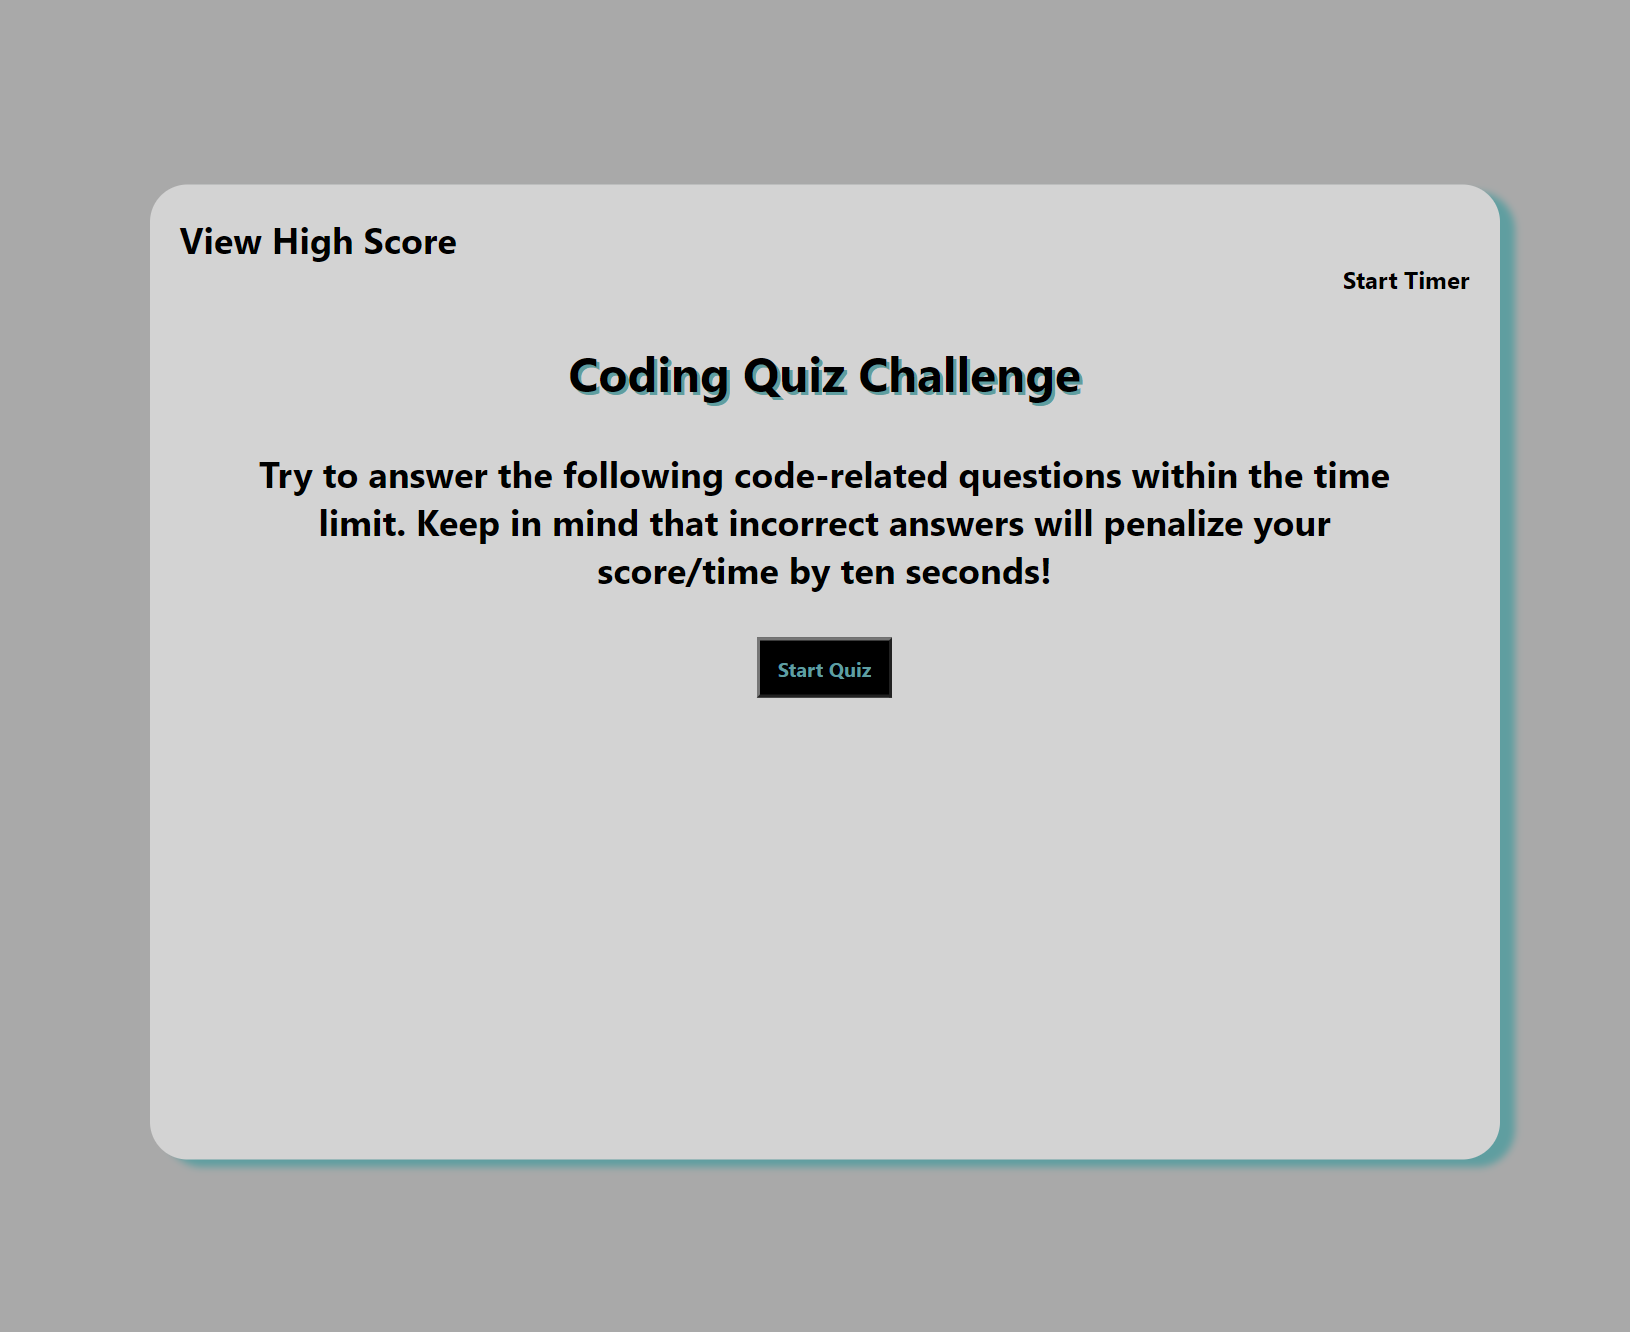 View High Score
Start Timer
Coding Quiz Challenge
Try to answer the following code-related questions within the time
limit. Keep in mind that incorrect answers will penalize your
score/time by ten seconds!
Start Quiz